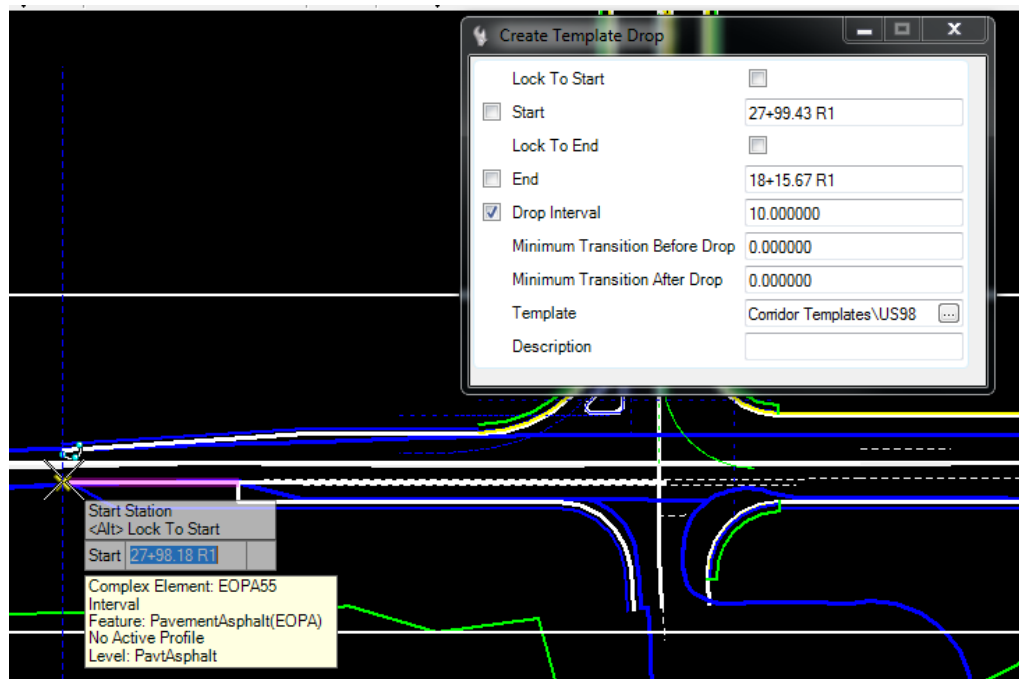 Create Template Drop
Lock To Start
Start 27+99.43 R1
Lock To End
End 18+15.67 R1
Drop Interval 10.000000
Minimum Transition Before Drop 0.000000
Minimum Transition After Drop 0.000000
Template Corridor Templates\US98 ...
Description
Start Station
<Alt> Lock To Start
Start 27+98.18 R1
Complex Element: EOPA55
Interval
Feature: PavementAsphalt(EOPA)
No Active Profile
Level: PavtAsphalt